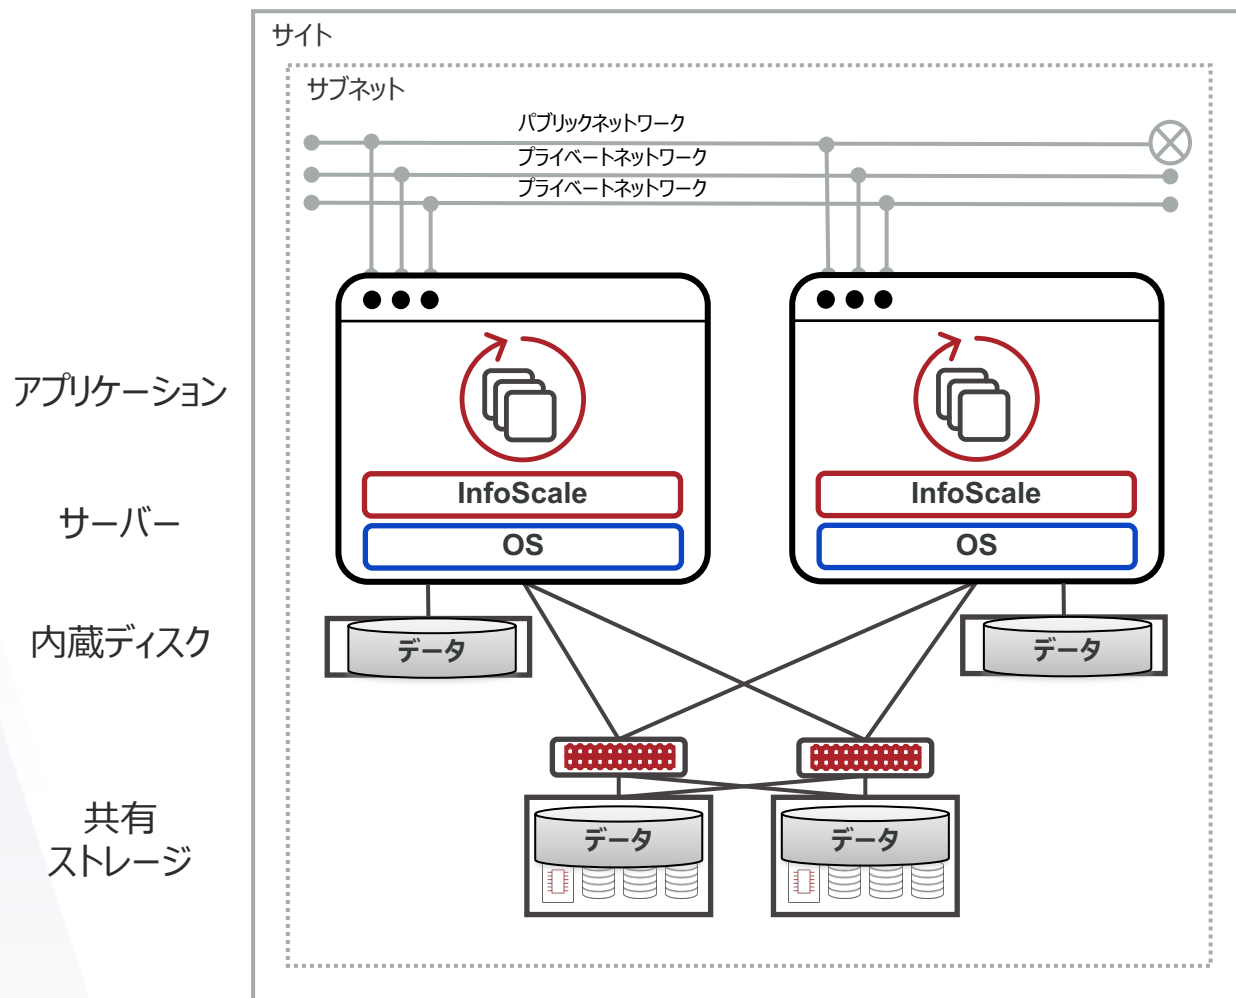 サイト
サブネット
パブリックネットワーク
プライベートネットワーク
プライベートネットワーク
アプリケーション
InfoScale
InfoScale
サーバー
OS
OS
内蔵ディスク
データ
データ
共有
ストレージ
データ
データ